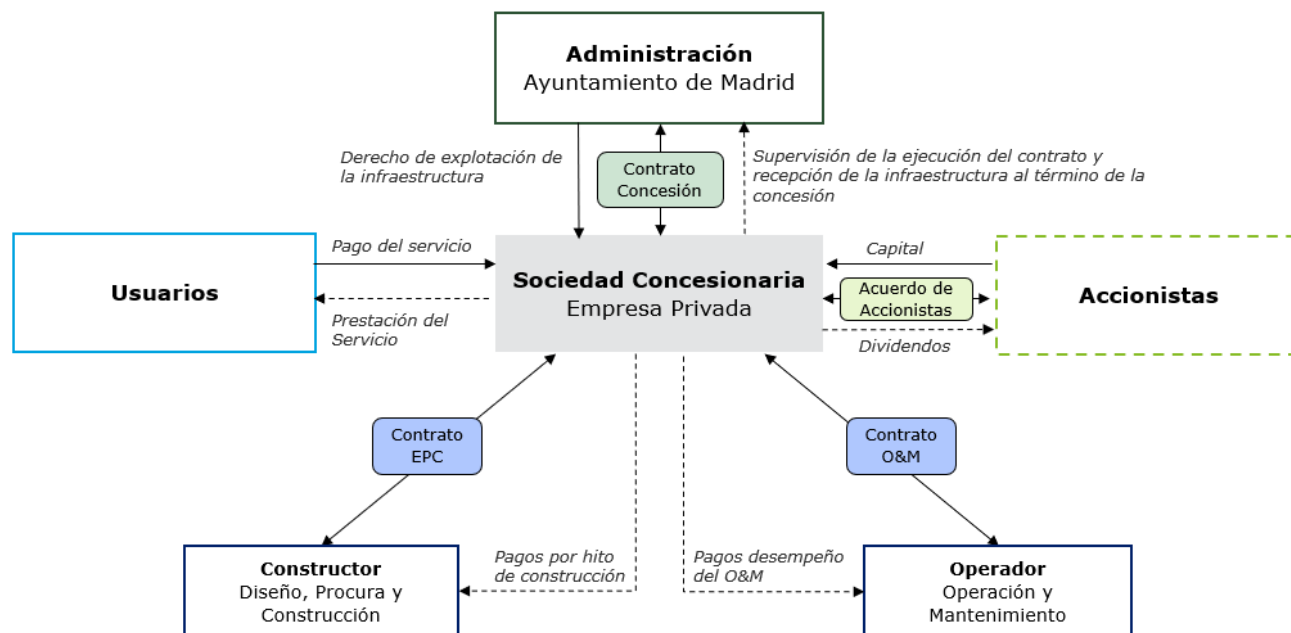 Administración
Ayuntamiento de Madrid
Derecho de explotación de
la infraestructura
Contrato
Concesión
Supervisión de la ejecución del contrato y
recepción de la infraestructura al término de la
concesión
Usuarios
Pago del servicio
Prestación del
Servicio
Sociedad Concesionaria
Empresa Privada
Capital
Acuerdo de
Accionistas
Dividendos
Accionistas
Contrato
EPC
Contrato
O&M
Constructor
Diseño, Procura y
Construcción
Pagos por hito
de construcción
Pagos desempeño
del O&M
Operador
Operación y
Mantenimiento